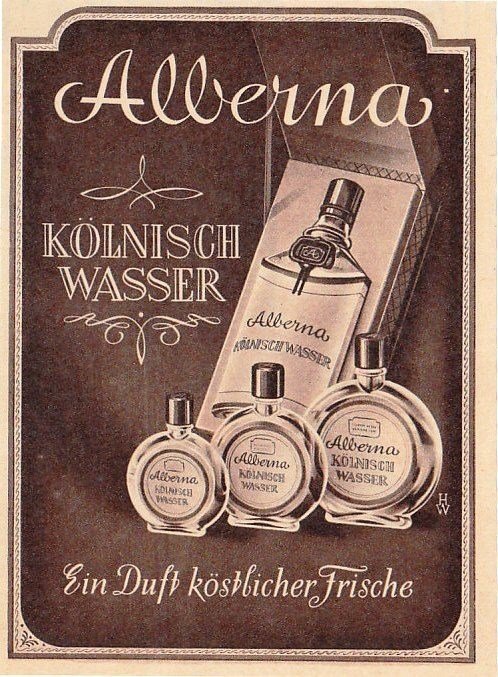 Alberna
KÖLNISCH
WASSER
Alberna
KÖLNISCH WASSER
Alberna
KÖLNISCH
WASSER
Alberna
KÖLNISCH
WASSER
Alberna
KÖLNISCH
WASSER
HW
Ein Duft köstlicher Frische